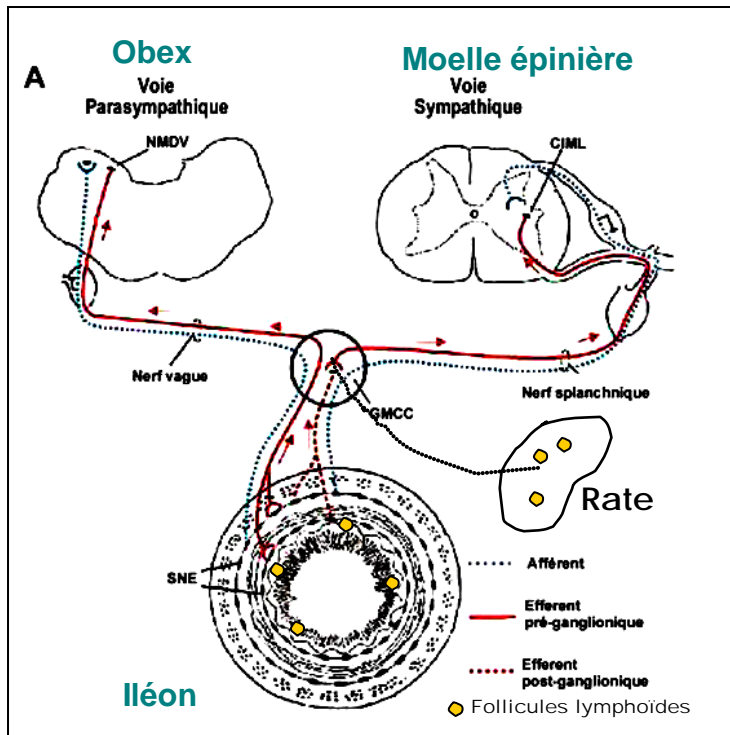 Obex
Moelle épinière
A
Voie
Parasympathique
Voie
Sympathique
NMDV
CIML
Nerf vague
Nerf splanchnique
GMCC
Rate
SNE
Afférent
Efferent
pré-ganglionique
Efferent
post-ganglionique
Iléon
Follicules lymphoïdes